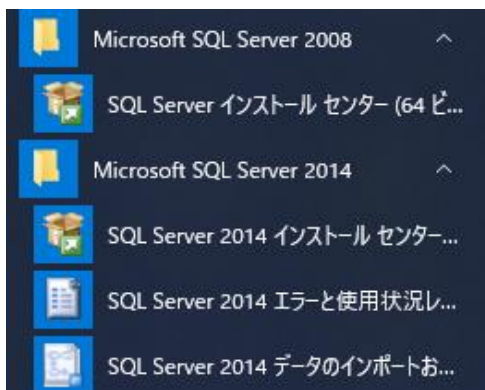 Microsoft SQL Server 2008
SQL Server インストール センター (64 ビ...
Microsoft SQL Server 2014
SQL Server 2014 インストール センター...
SQL Server 2014 エラーと使用状況レ...
SQL Server 2014 データのインポートお...